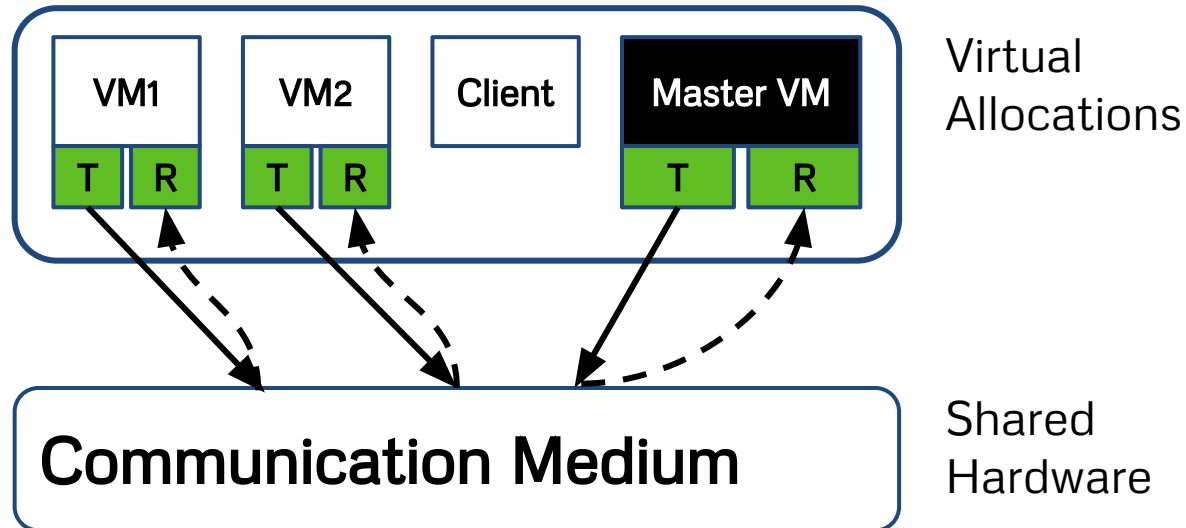 VM1
VM2
Client
Master VM
Virtual
Allocations
T
R
T
R
T
R
Communication Medium
Shared
Hardware